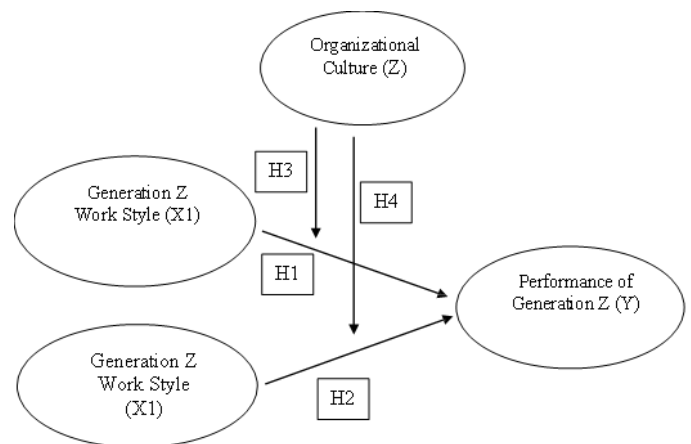 Organizational
Culture (Z)
H3
Generation Z
Work Style (X1)
H4
H1
Performance of
Generation Z (Y)
Generation Z
Work Style
(X1)
H2